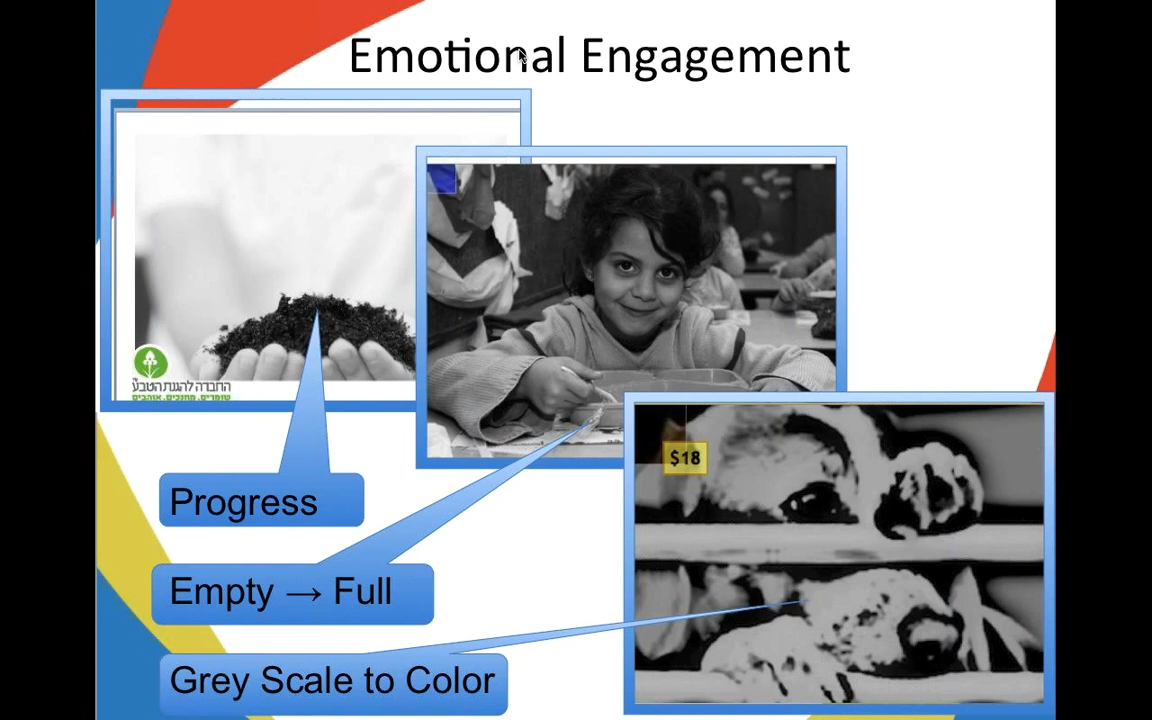 Emotional Engagement
החברה להגנת הטבע
שומרים, מחנכים, אוהבים
$18
Progress
Empty → Full
Grey Scale to Color